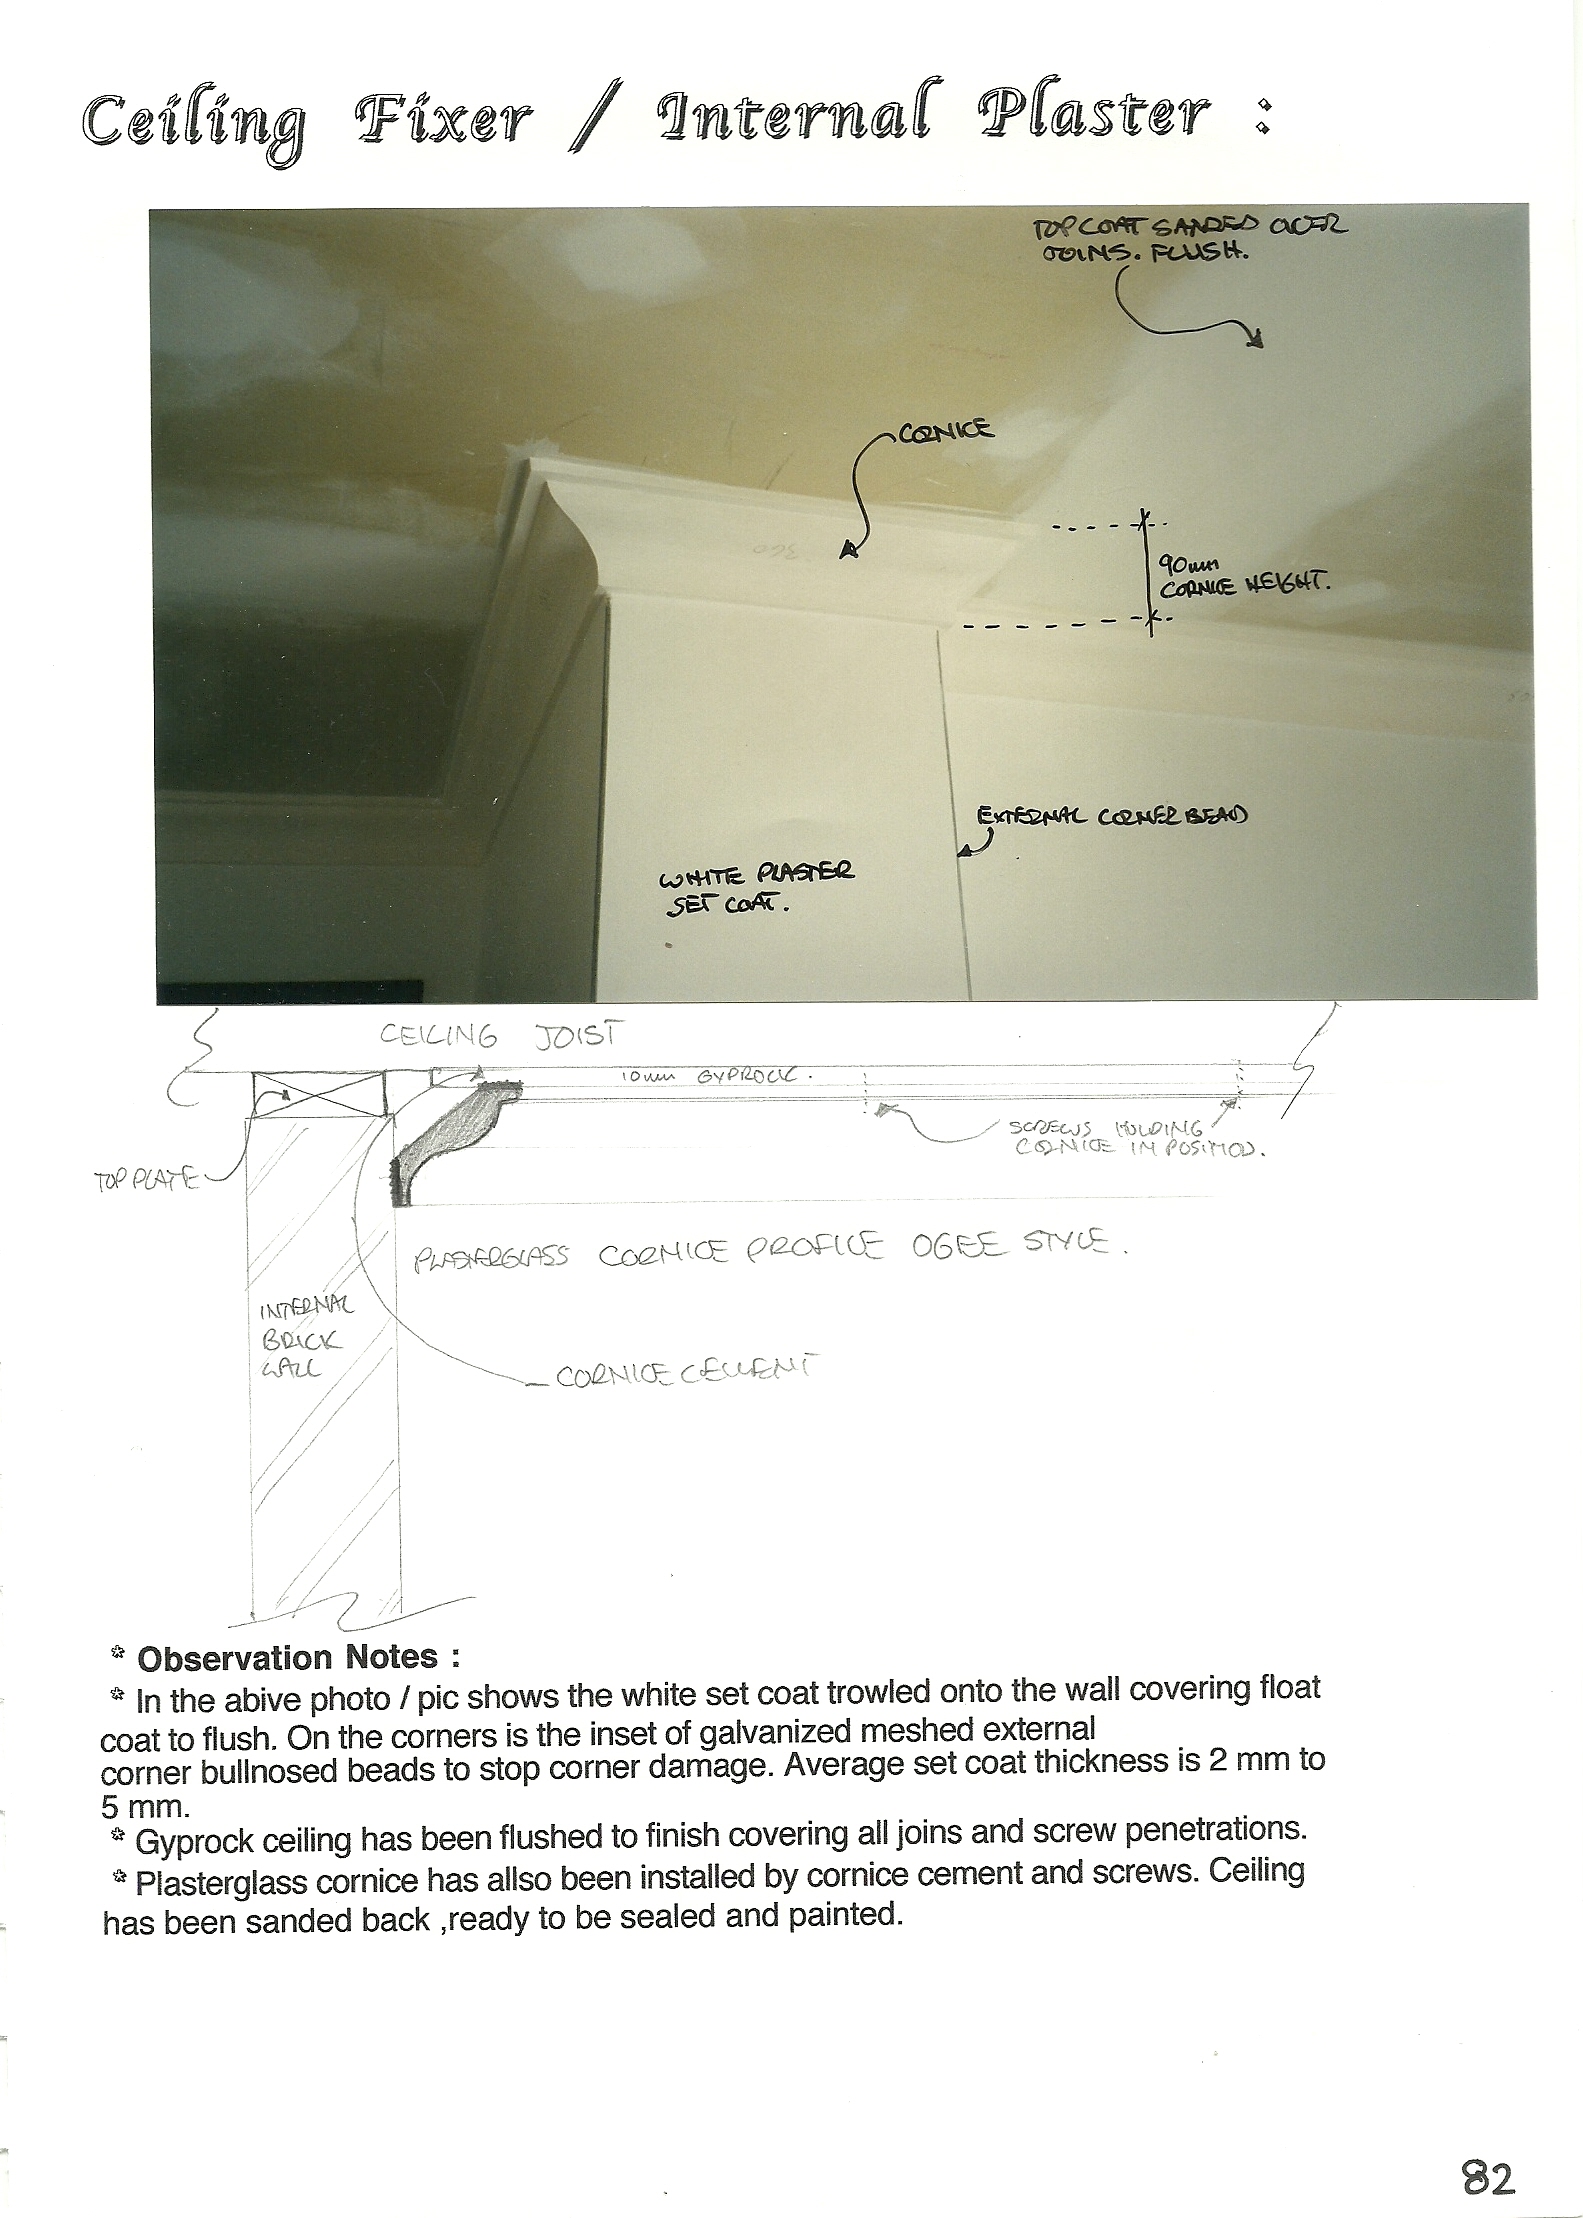 Ceiling Fixer / Internal Plaster :
TOP COAT SANDED OVER
JOINS. FLUSH.
CORNICE
90mm
CORNICE HEIGHT.
EXTERNAL CORNER BEAD
WHITE PLASTER
SET COAT.
CEILING JOIST
10mm GYPROCK.
SCREWS HOLDING
CORNICE IN POSITION.
TOP PLATE
PLASTERGLASS CORNICE PROFILE OGEE STYLE.
INTERNAL
BRICK
WALL
CORNICE CEMENT
* Observation Notes :
* In the abive photo / pic shows the white set coat trowled onto the wall covering float
coat to flush. On the corners is the inset of galvanized meshed external
corner bullnosed beads to stop corner damage. Average set coat thickness is 2 mm to
5 mm.
* Gyprock ceiling has been flushed to finish covering all joins and screw penetrations.
* Plasterglass cornice has allso been installed by cornice cement and screws. Ceiling
has been sanded back ,ready to be sealed and painted.
82